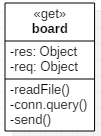 «get»
board
-res: Object
-req: Object
-readFile()
-conn.query()
-send()